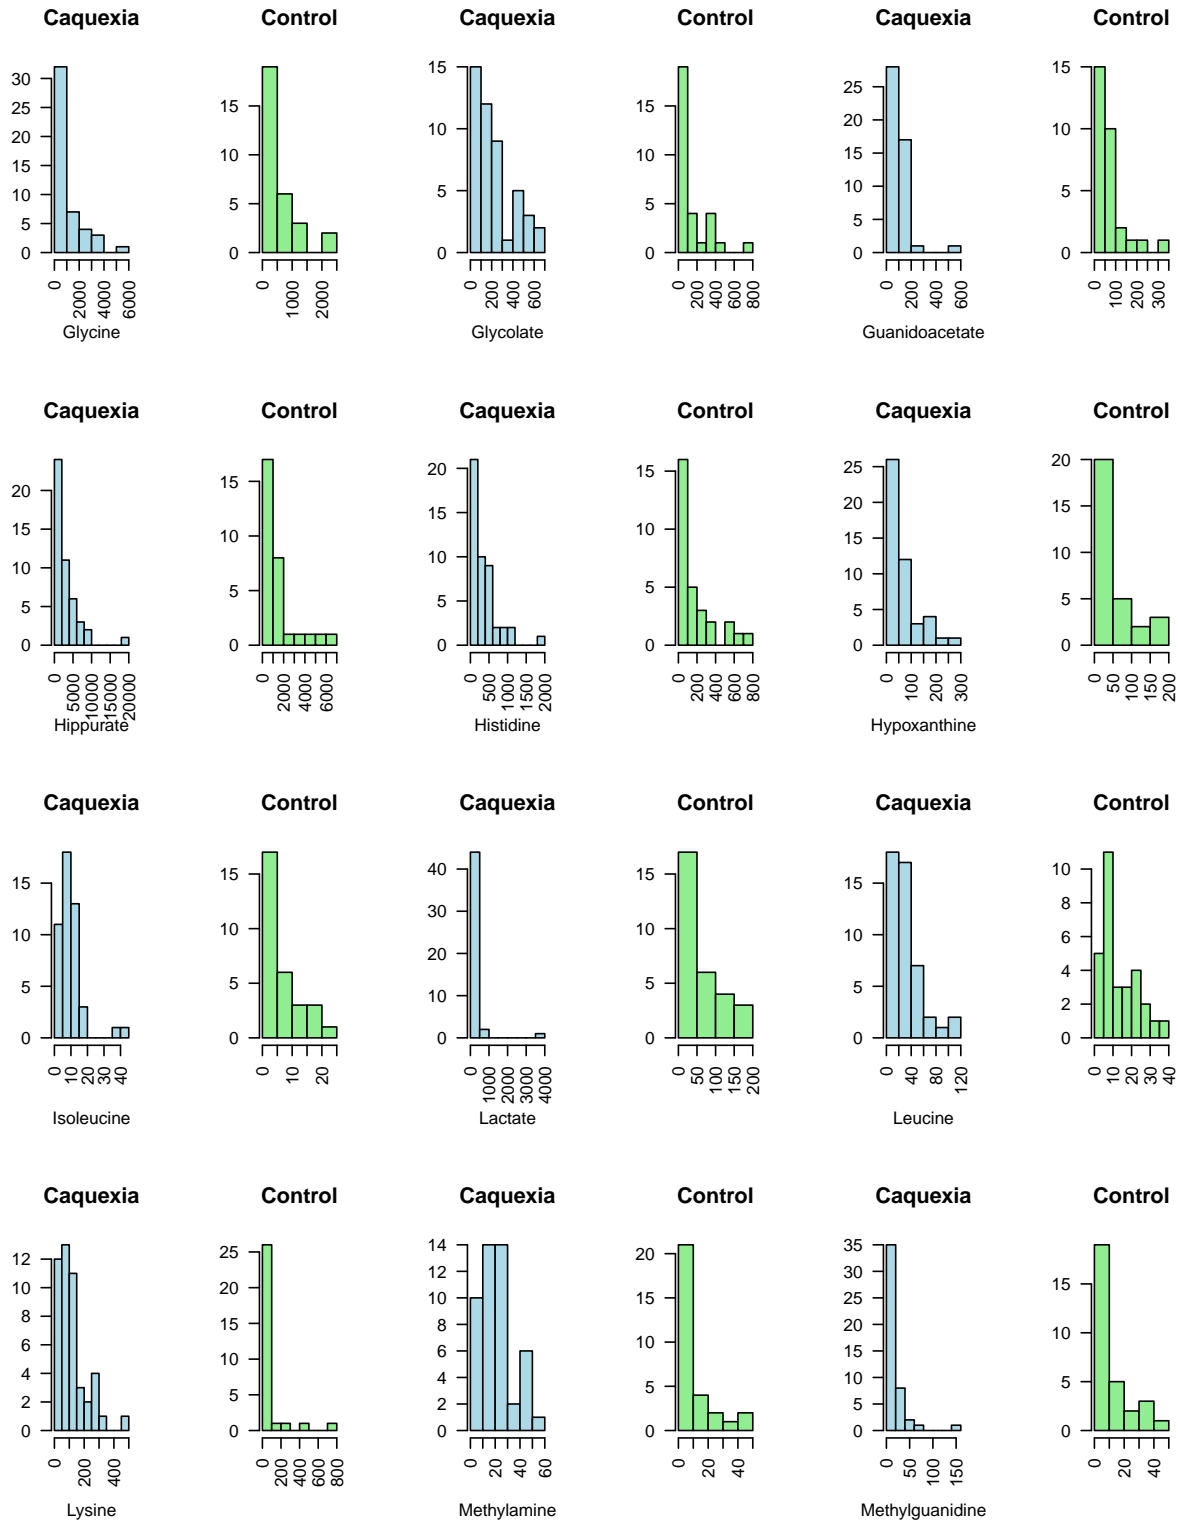 Caquexia
30
25
20
15
10
5
0
0 2000 4000 6000
Glycine
Control
15
10
5
0
0 1000 2000
Caquexia
15
10
5
0
0 200 400 600
Glycolate
Control
15
10
5
0
0 200 400 600 800
Caquexia
25
20
15
10
5
0
0 200 400 600
Guanidoacetate
Control
15
10
5
0
0 100 200 300
Caquexia
20
15
10
5
0
0 5000 10000 15000 20000
Hippurate
Control
15
10
5
0
0 2000 4000 6000
Caquexia
20
15
10
5
0
0 500 1000 1500 2000
Histidine
Control
15
10
5
0
0 200 400 600 800
Caquexia
25
20
15
10
5
0
0 100 200 300
Hypoxanthine
Control
20
15
10
5
0
0 50 100 150 200
Caquexia
15
10
5
0
0 10 20 30 40
Isoleucine
Control
15
10
5
0
0 10 20
Caquexia
40
30
20
10
0
0 1000 2000 3000 4000
Lactate
Control
15
10
5
0
0 50 100 150 200
Caquexia
15
10
5
0
0 40 80 120
Leucine
Control
10
8
6
4
2
0
0 10 20 30 40
Caquexia
12
10
8
6
4
2
0
0 200 400
Lysine
Control
25
20
15
10
5
0
0 200 400 600 800
Caquexia
14
12
10
8
6
4
2
0
0 20 40 60
Methylamine
Control
20
15
10
5
0
0 20 40
Caquexia
35
30
25
20
15
10
5
0
0 50 100 150
Methylguanidine
Control
15
10
5
0
0 20 40